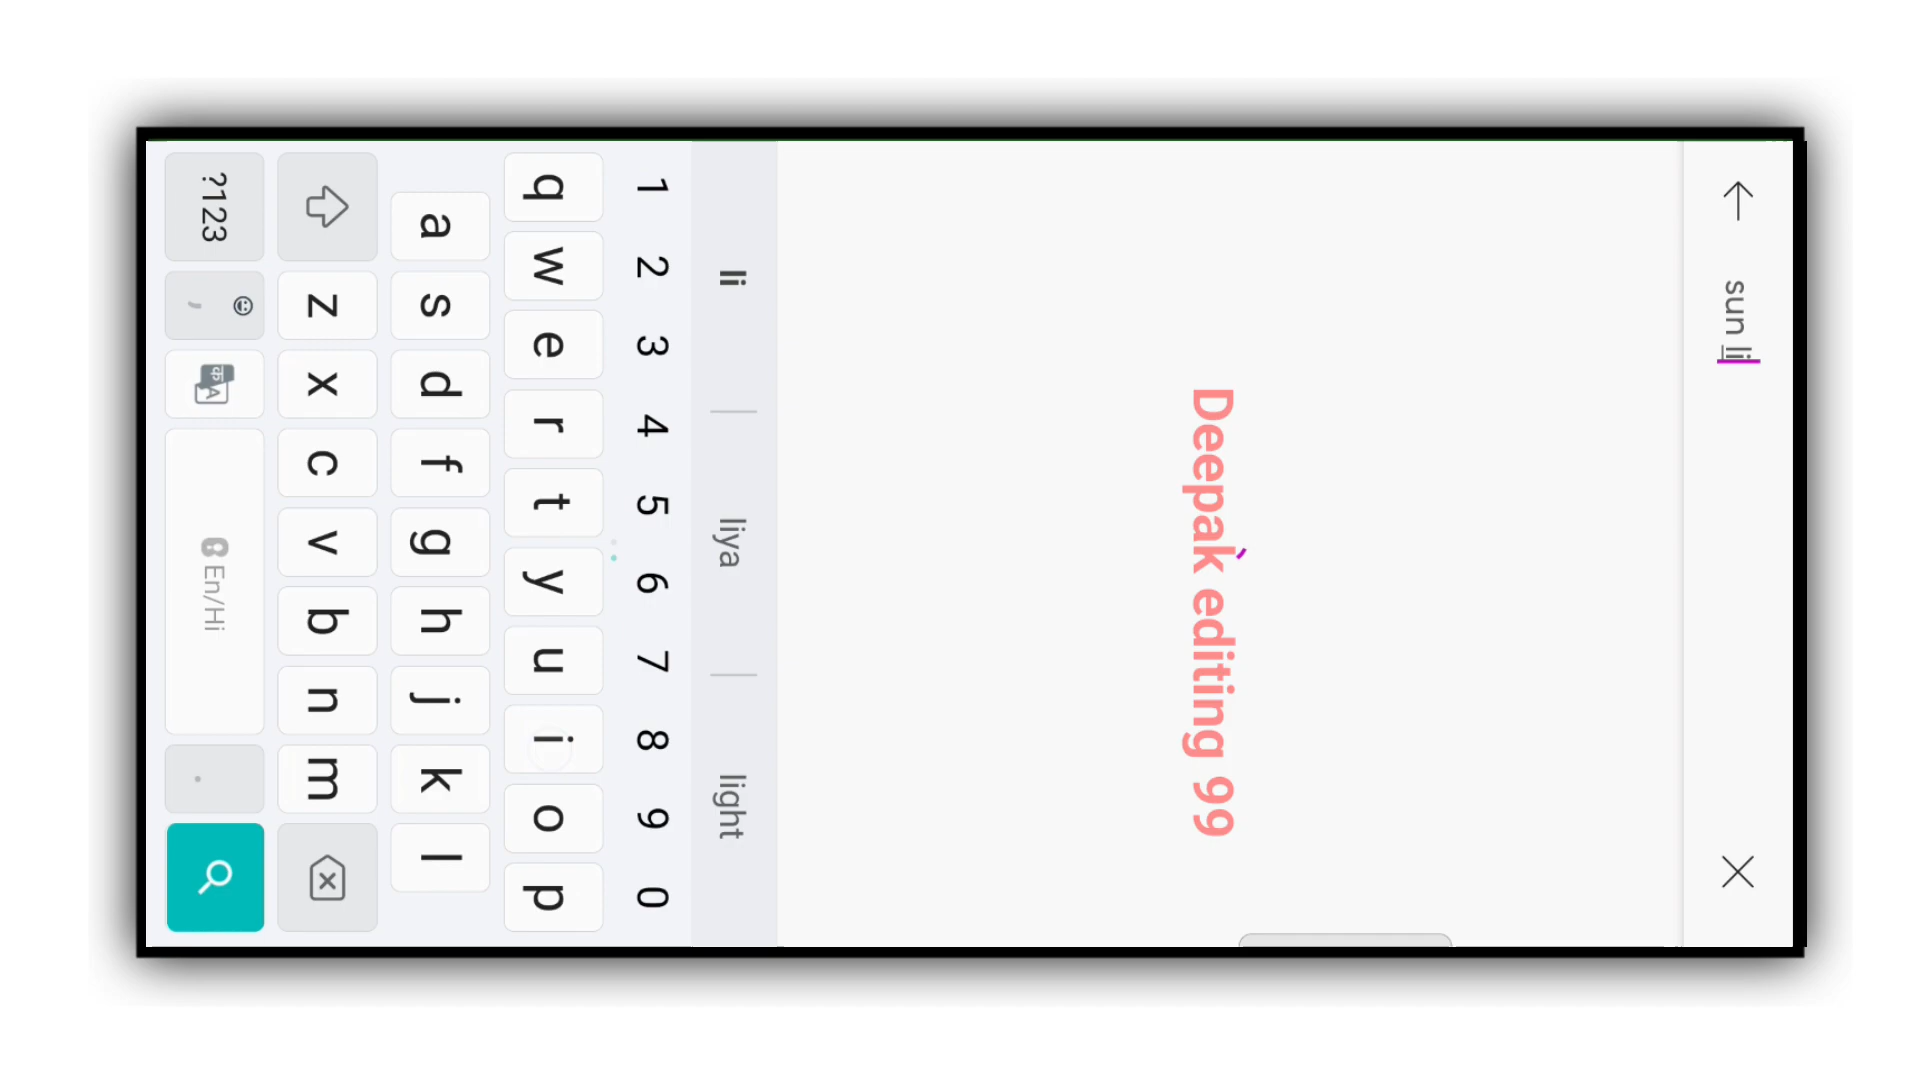 sun li
Deepak editing 99
li liya light
1 2 3 4 5 6 7 8 9 0
q w e r t y u i o p
a s d f g h j k l
z x c v b n m
?123 , क A En/Hi .